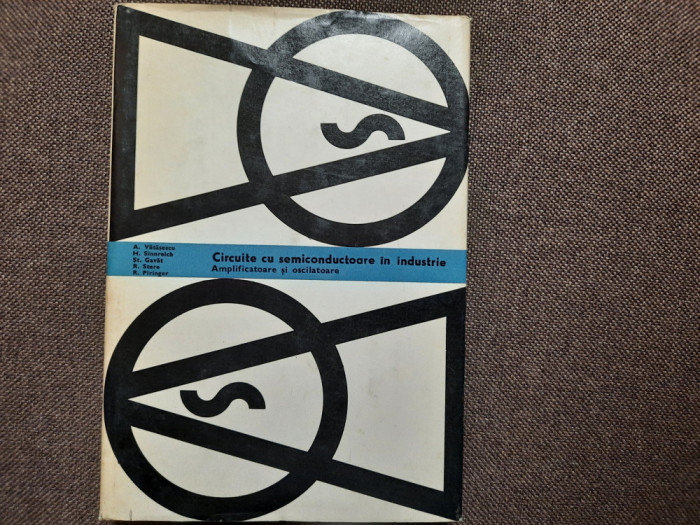 A. Vătășescu
H. Sinnreich
St. Gavăt
R. Stere
R. Piringer
Circuite cu semiconductoare în industrie
Amplificatoare și oscilatoare